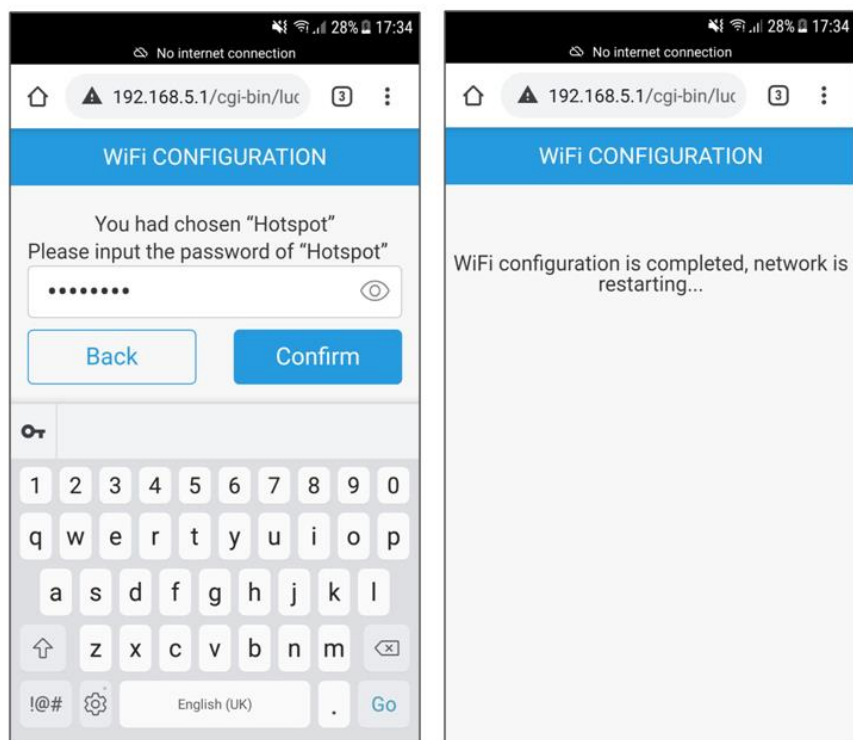 28% 17:34
No internet connection
192.168.5.1/cgi-bin/luc 3
WiFi CONFIGURATION
You had chosen “Hotspot”
Please input the password of “Hotspot”
••••••••
Back Confirm
1 2 3 4 5 6 7 8 9 0
q w e r t y u i o p
a s d f g h j k l
z x c v b n m
!@# English (UK) . Go
28% 17:34
No internet connection
192.168.5.1/cgi-bin/luc 3
WiFi CONFIGURATION
WiFi configuration is completed, network is
restarting...